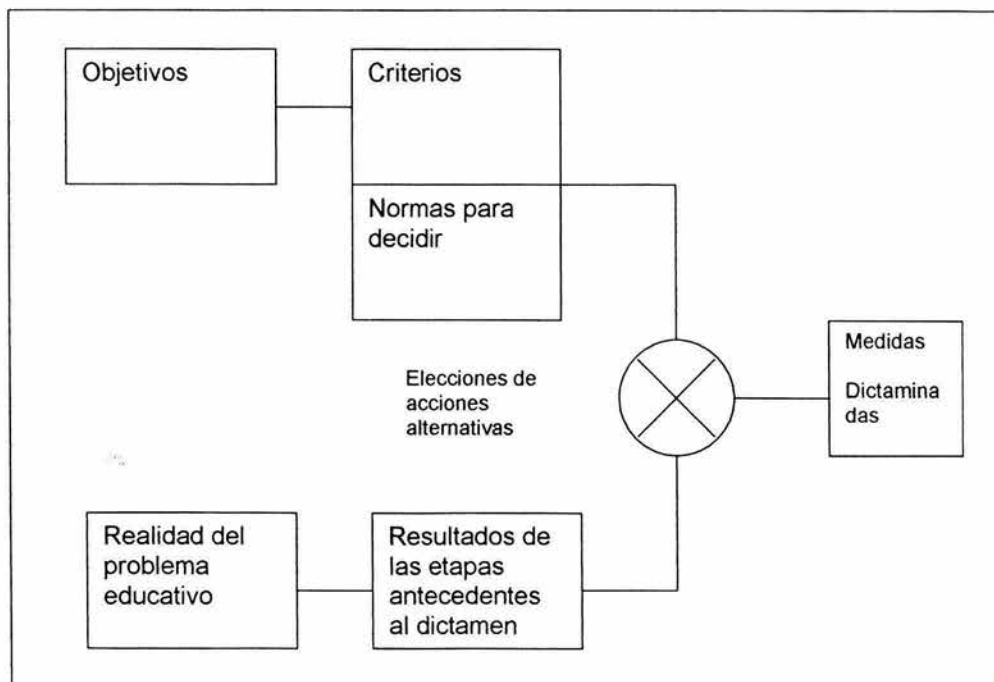 Objetivos
Criterios
Normas para
decidir
Elecciones de
acciones
alternativas
Medidas
Dictamina
das
Realidad del
problema
educativo
Resultados de
las etapas
antecedentes
al dictamen